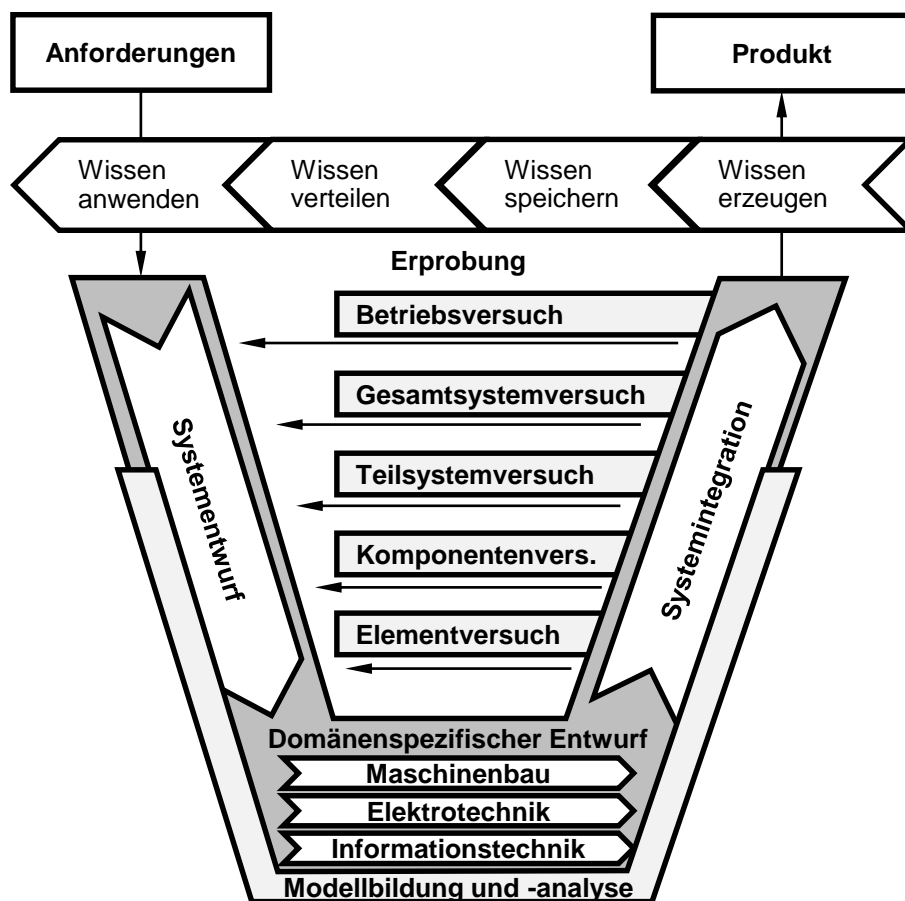 Anforderungen
Produkt
Wissen
anwenden
Wissen
verteilen
Wissen
speichern
Wissen
erzeugen
Erprobung
Betriebsversuch
Gesamtsystemversuch
Teilsystemversuch
Komponentenvers.
Elementversuch
Systementwurf
Systemintegration
Domänenspezifischer Entwurf
Maschinenbau
Elektrotechnik
Informationstechnik
Modellbildung und -analyse